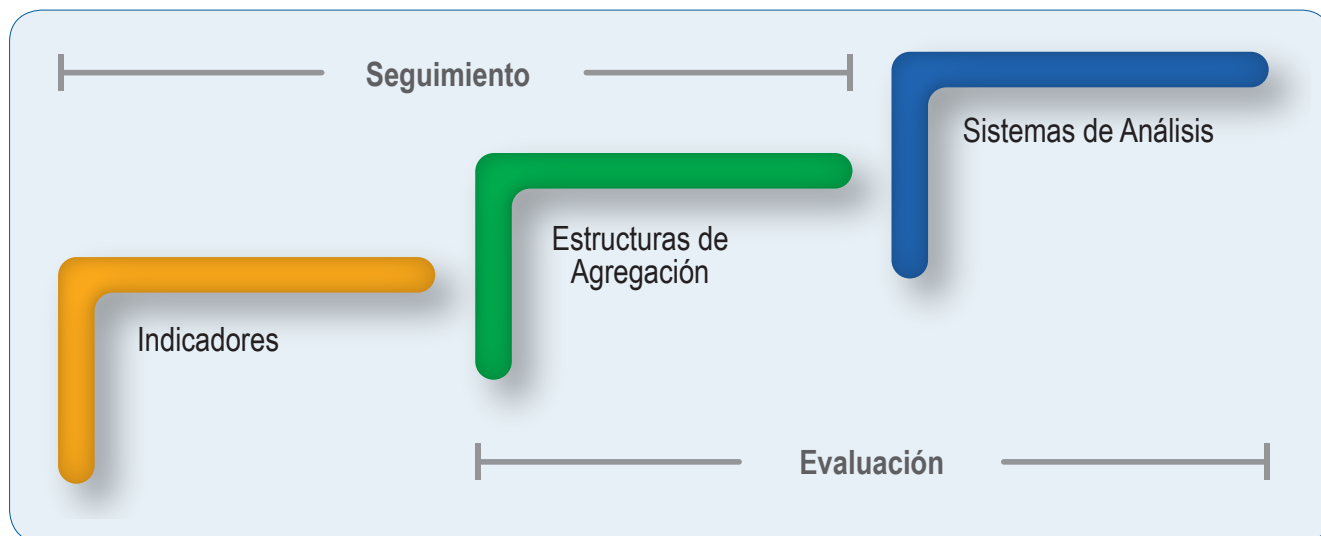 Seguimiento
Sistemas de Análisis
Estructuras de
Agregación
Indicadores
Evaluación